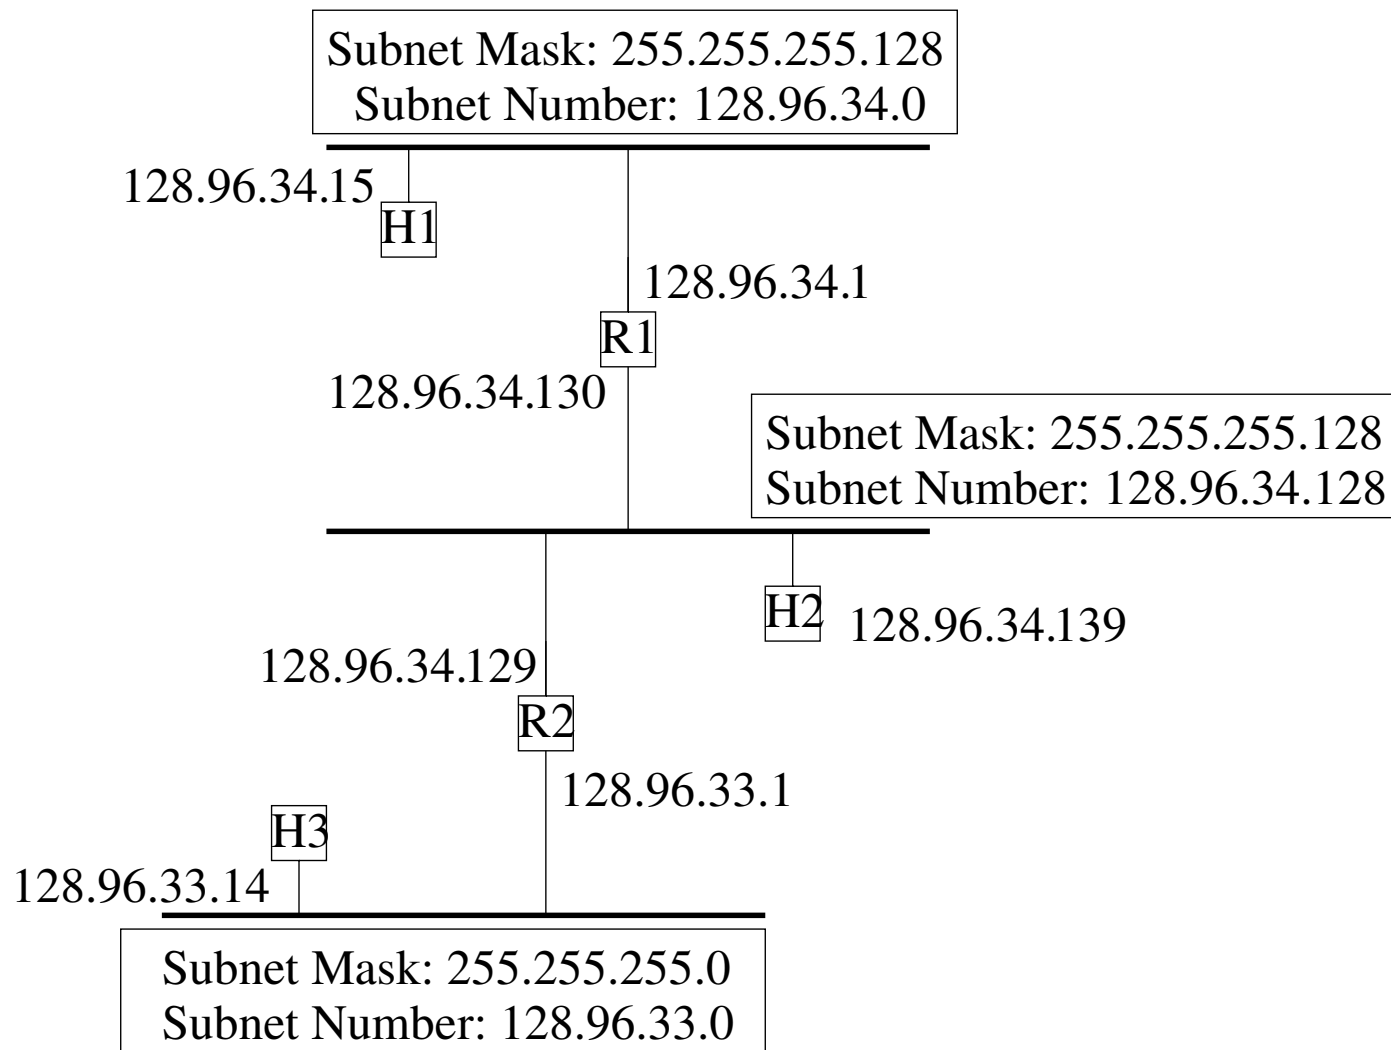 Subnet Mask: 255.255.255.128
Subnet Number: 128.96.34.0
128.96.34.15
H1
128.96.34.1
R1
128.96.34.130
Subnet Mask: 255.255.255.128
Subnet Number: 128.96.34.128
H2
128.96.34.139
128.96.34.129
R2
128.96.33.1
H3
128.96.33.14
Subnet Mask: 255.255.255.0
Subnet Number: 128.96.33.0